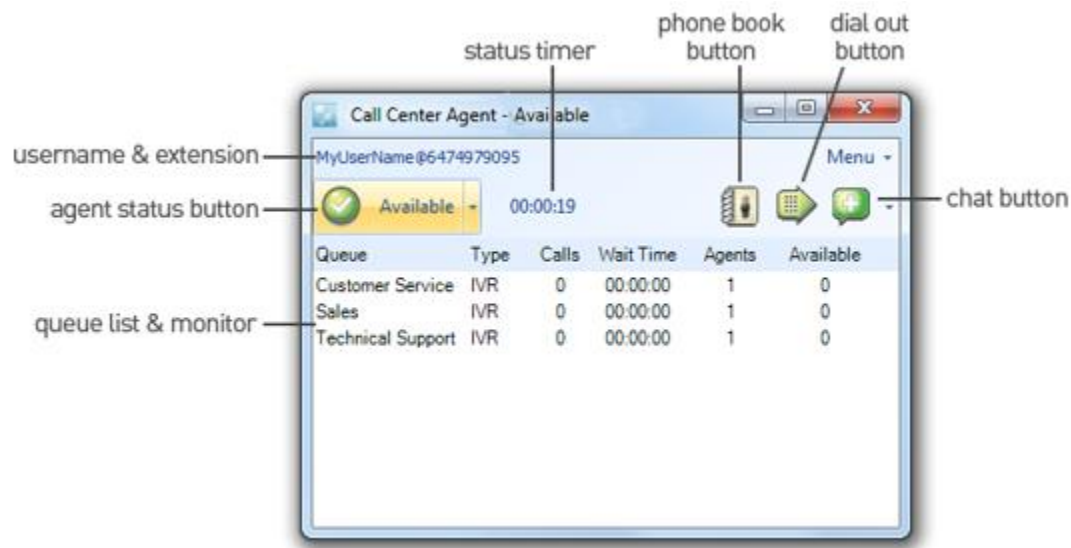 phone book button
dial out button
status timer
Call Center Agent - Available
username & extension
MyUserName@6474979095
Menu
agent status button
Available
00:00:19
chat button
Queue Type Calls Wait Time Agents Available
Customer Service IVR 0 00:00:00 1 0
Sales IVR 0 00:00:00 1 0
queue list & monitor
Technical Support IVR 0 00:00:00 1 0